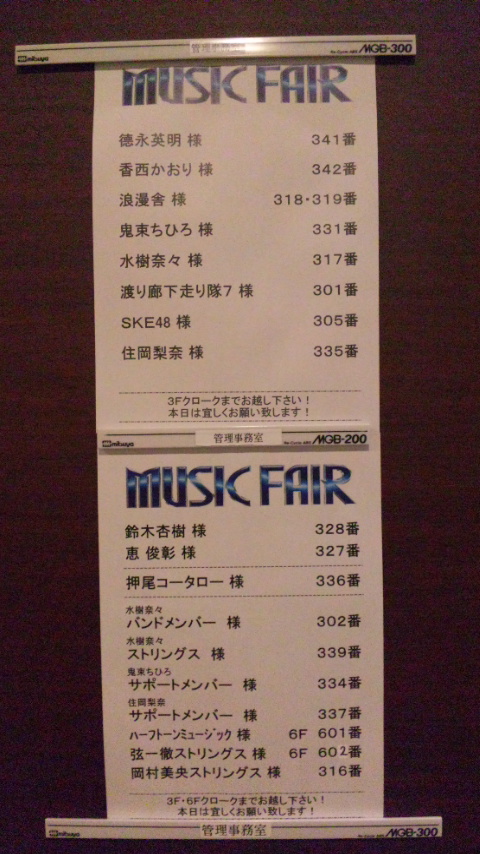 管理事務室
mitsuya MGB-300
MUSIC FAIR
德永英明 様 341番
香西かおり 様 342番
浪漫舎 様 318・319番
鬼束ちひろ 様 331番
水樹奈々 様 317番
渡り廊下走り隊7 様 301番
SKE48 様 305番
住岡梨奈 様 335番
3Fクロークまでお越し下さい!
本日は宜しくお願い致します!
mitsuya 管理事務室 MGB-200
MUSIC FAIR
鈴木杏樹 様 328番
恵 俊彰 様 327番
押尾コータロー 様 336番
水樹奈々
バンドメンバー 様 302番
水樹奈々
ストリングス 様 339番
鬼束ちひろ
サポートメンバー 様 334番
住岡梨奈
サポートメンバー 様 337番
ハーフトーンミュージック 様 6F 601番
弦一徹ストリングス 様 6F 602番
岡村美央ストリングス 様 316番
3F・6Fクロークまでお越し下さい!
本日は宜しくお願い致します!
mitsuya 管理事務室 MGB-300